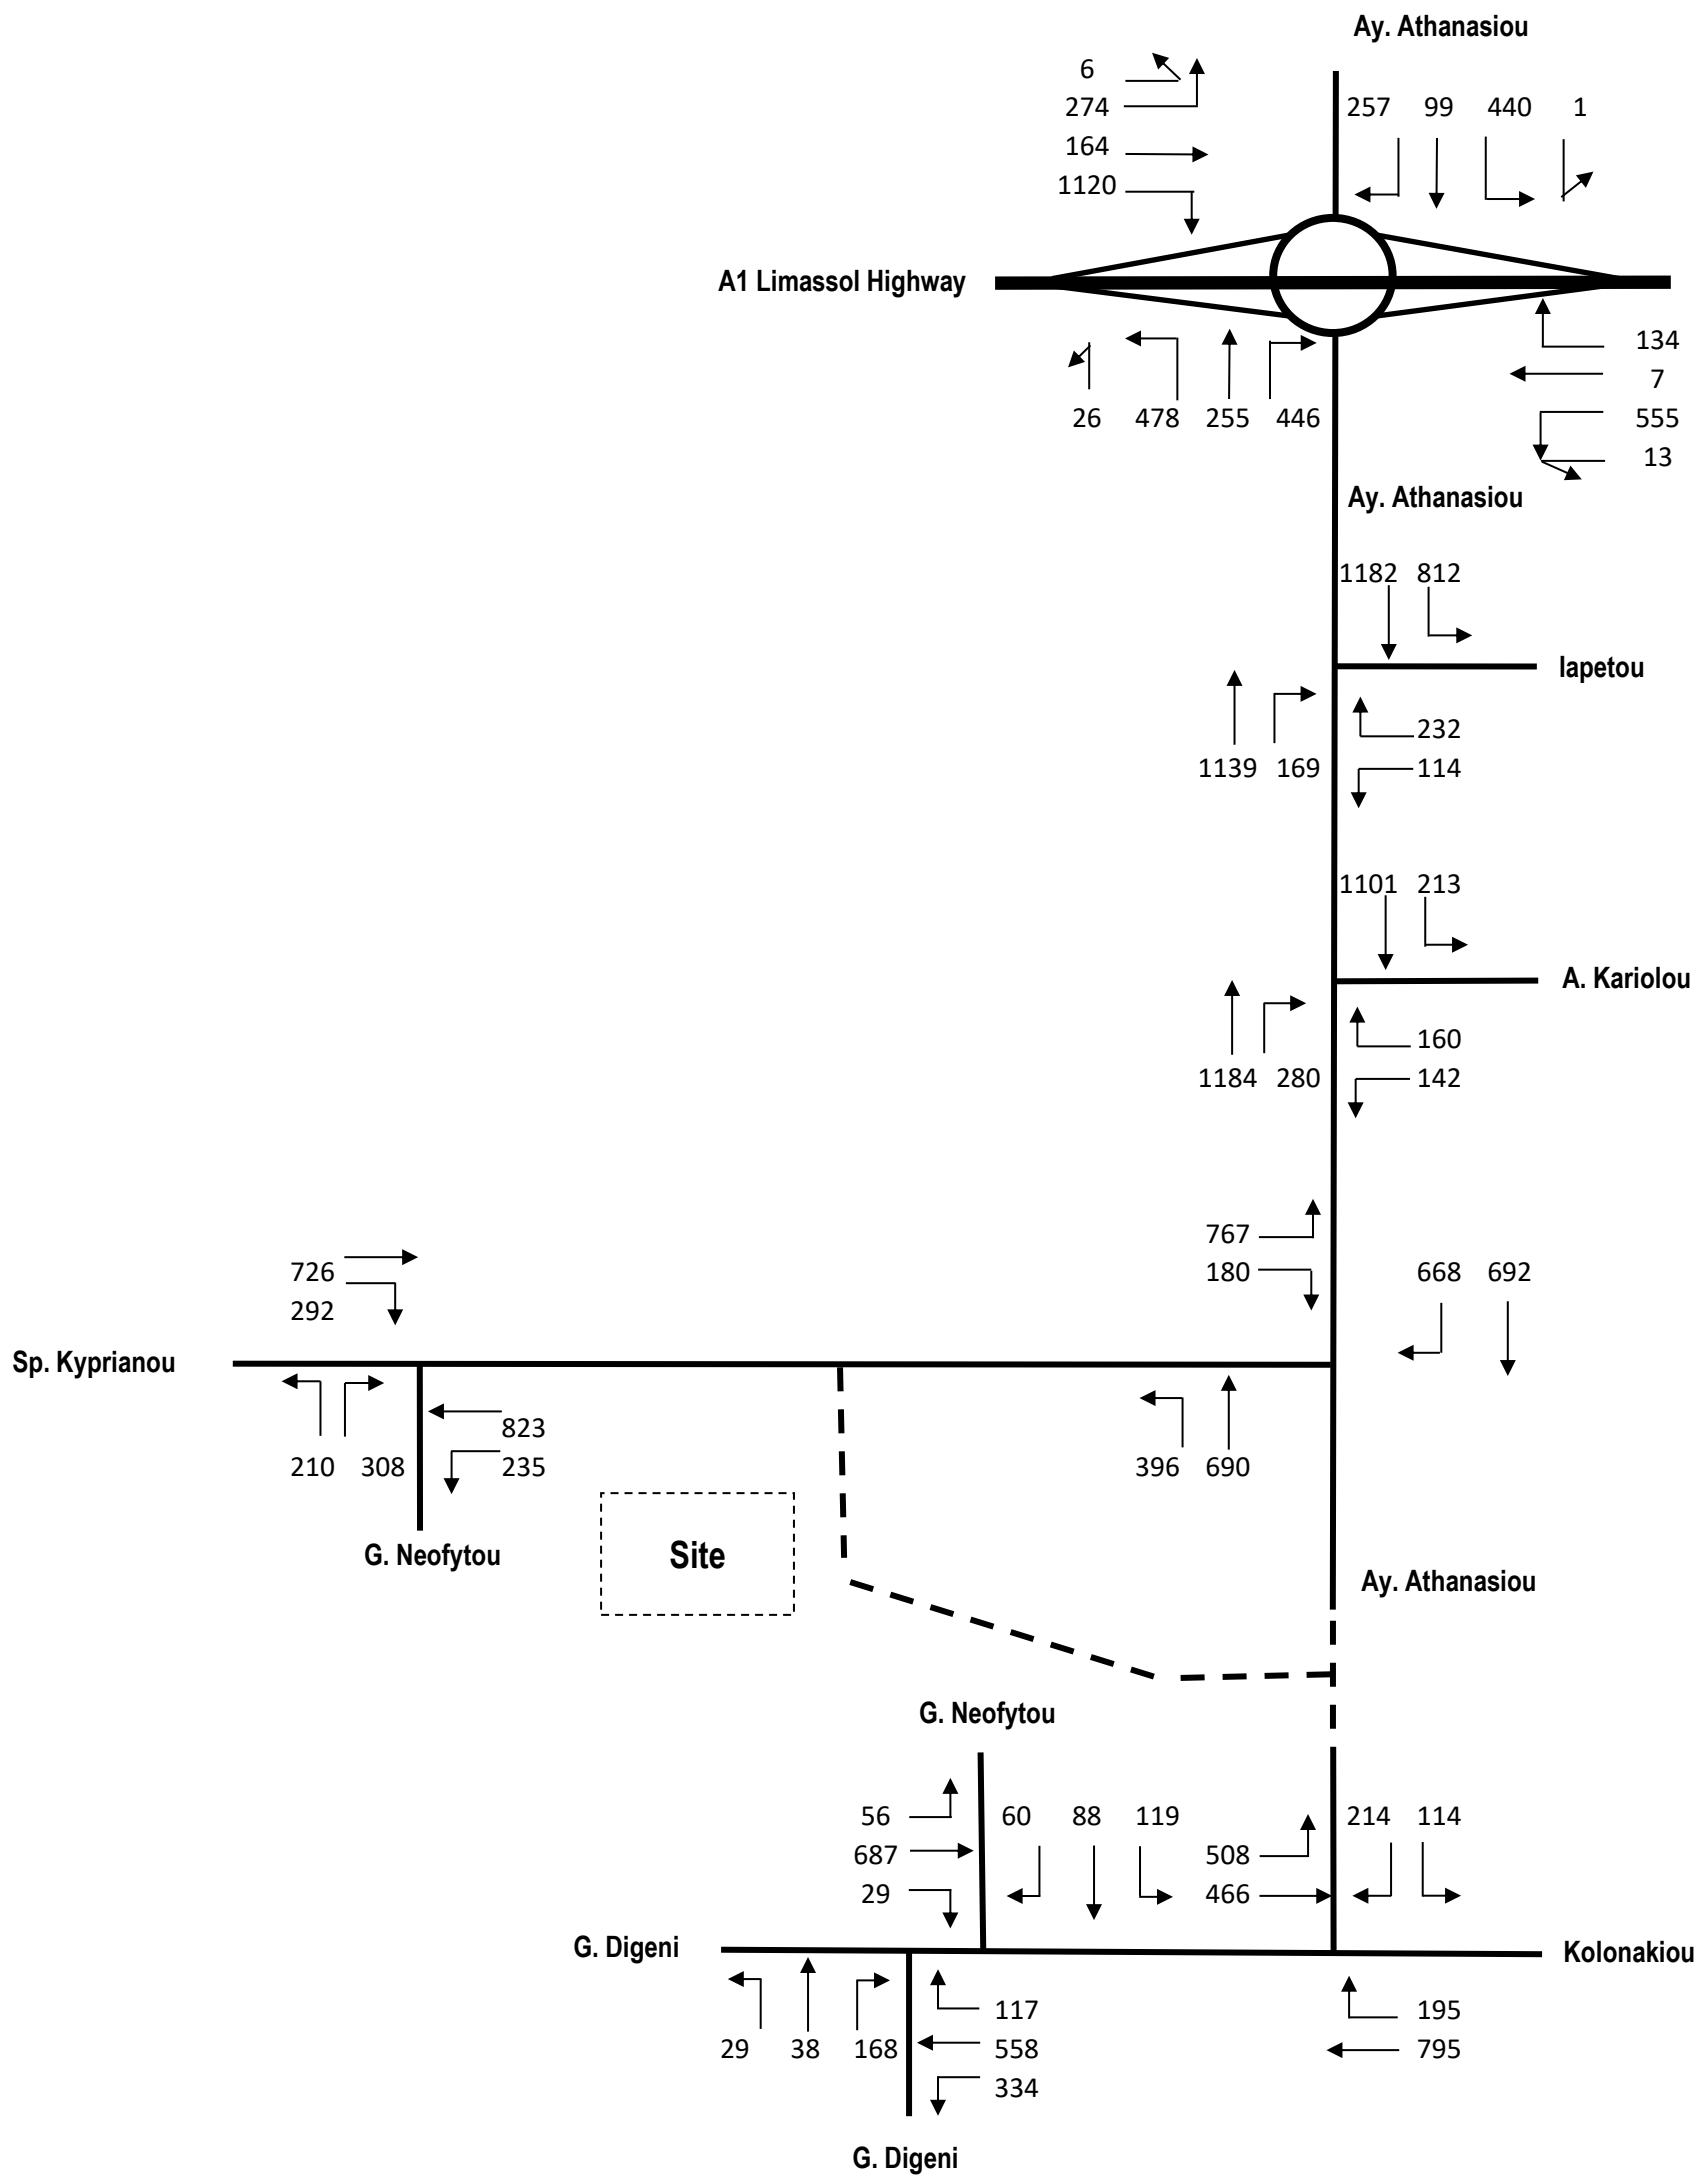 Ay. Athanasiou
6
274
164
1120
257 99 440 1
A1 Limassol Highway
134
7
555
13
26 478 255 446
Ay. Athanasiou
1182 812
Iapetou
232
1139 169 114
1101 213
A. Kariolou
160
1184 280 142
767
180 668 692
726
292
Sp. Kyprianou
823
210 308 235
396 690
G. Neofytou
Site
Ay. Athanasiou
G. Neofytou
56 60 88 119
687
29
508 214 114
466
G. Digeni
Kolonakiou
117
29 38 168 558
334
195
795
G. Digeni